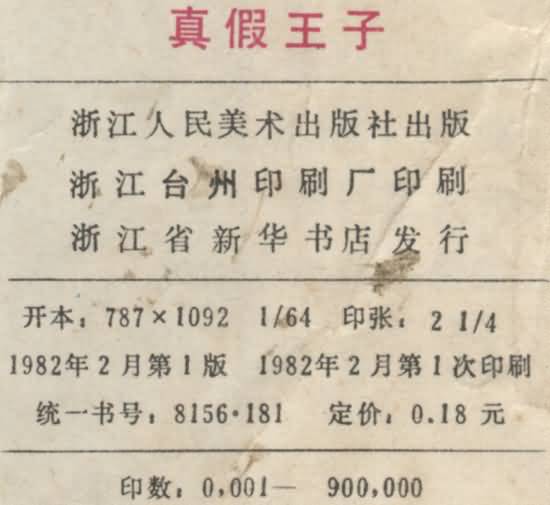 真假王子
浙江人民美术出版社出版
浙江台州印刷厂印刷
浙江省新华书店发行
开本：787×1092 1/64 印张：2 1/4
1982年2月第1版 1982年2月第1次印刷
统一书号：8156·181 定价：0.18 元
印数：0,001— 900,000